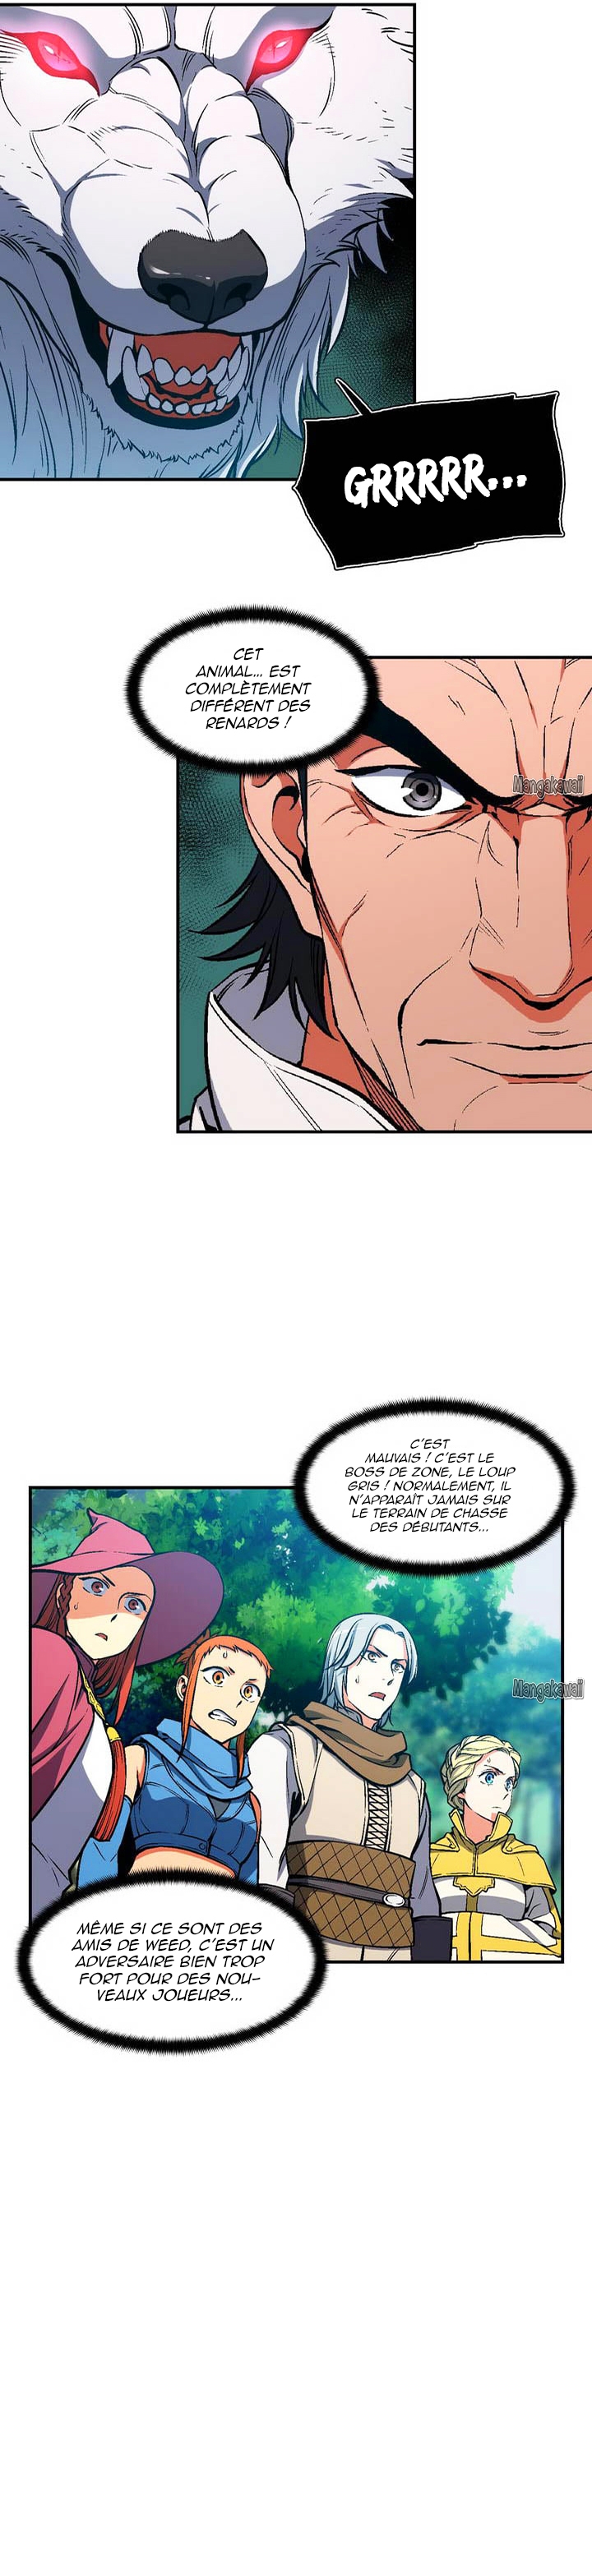 GRRRRR...
CET
ANIMAL... EST
COMPLÈTEMENT
DIFFÉRENT DES
RENARDS !
Mangakawaii
C'EST
MAUVAIS ! C'EST LE
BOSS DE ZONE, LE LOUP
GRIS ! NORMALEMENT, IL
N'APPARAÎT JAMAIS SUR
LE TERRAIN DE CHASSE
DES DÉBUTANTS...
Mangakawaii
MÊME SI CE SONT DES
AMIS DE WEED, C'EST UN
ADVERSAIRE BIEN TROP
FORT POUR DES NOU-
VEAUX JOUEURS...